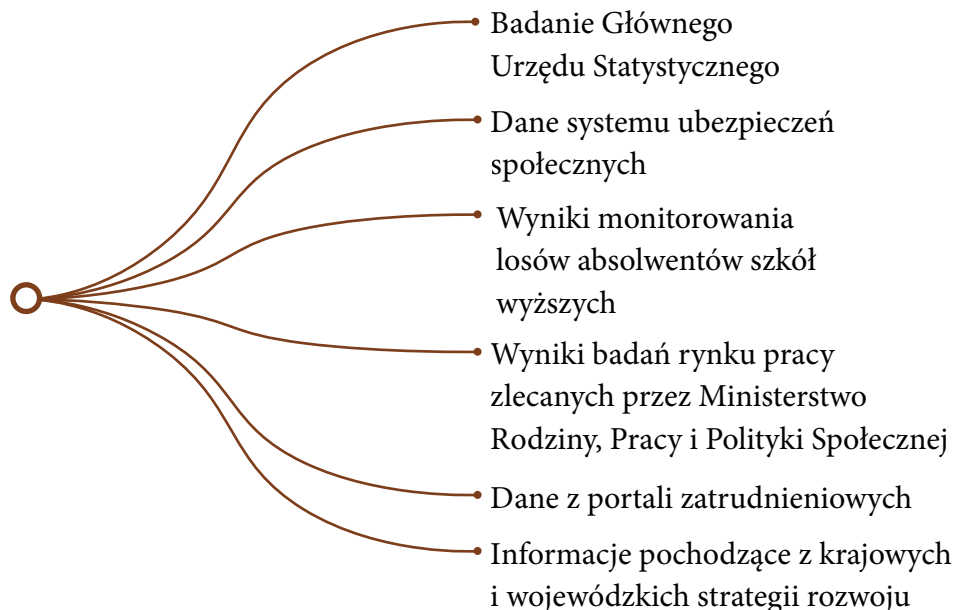 Badanie Głównego
Urzędu Statystycznego
Dane systemu ubezpieczeń
społecznych
Wyniki monitorowania
losów absolwentów szkół
wyższych
Wyniki badań rynku pracy
zlecanych przez Ministerstwo
Rodziny, Pracy i Polityki Społecznej
Dane z portali zatrudnieniowych
Informacje pochodzące z krajowych
i wojewódzkich strategii rozwoju